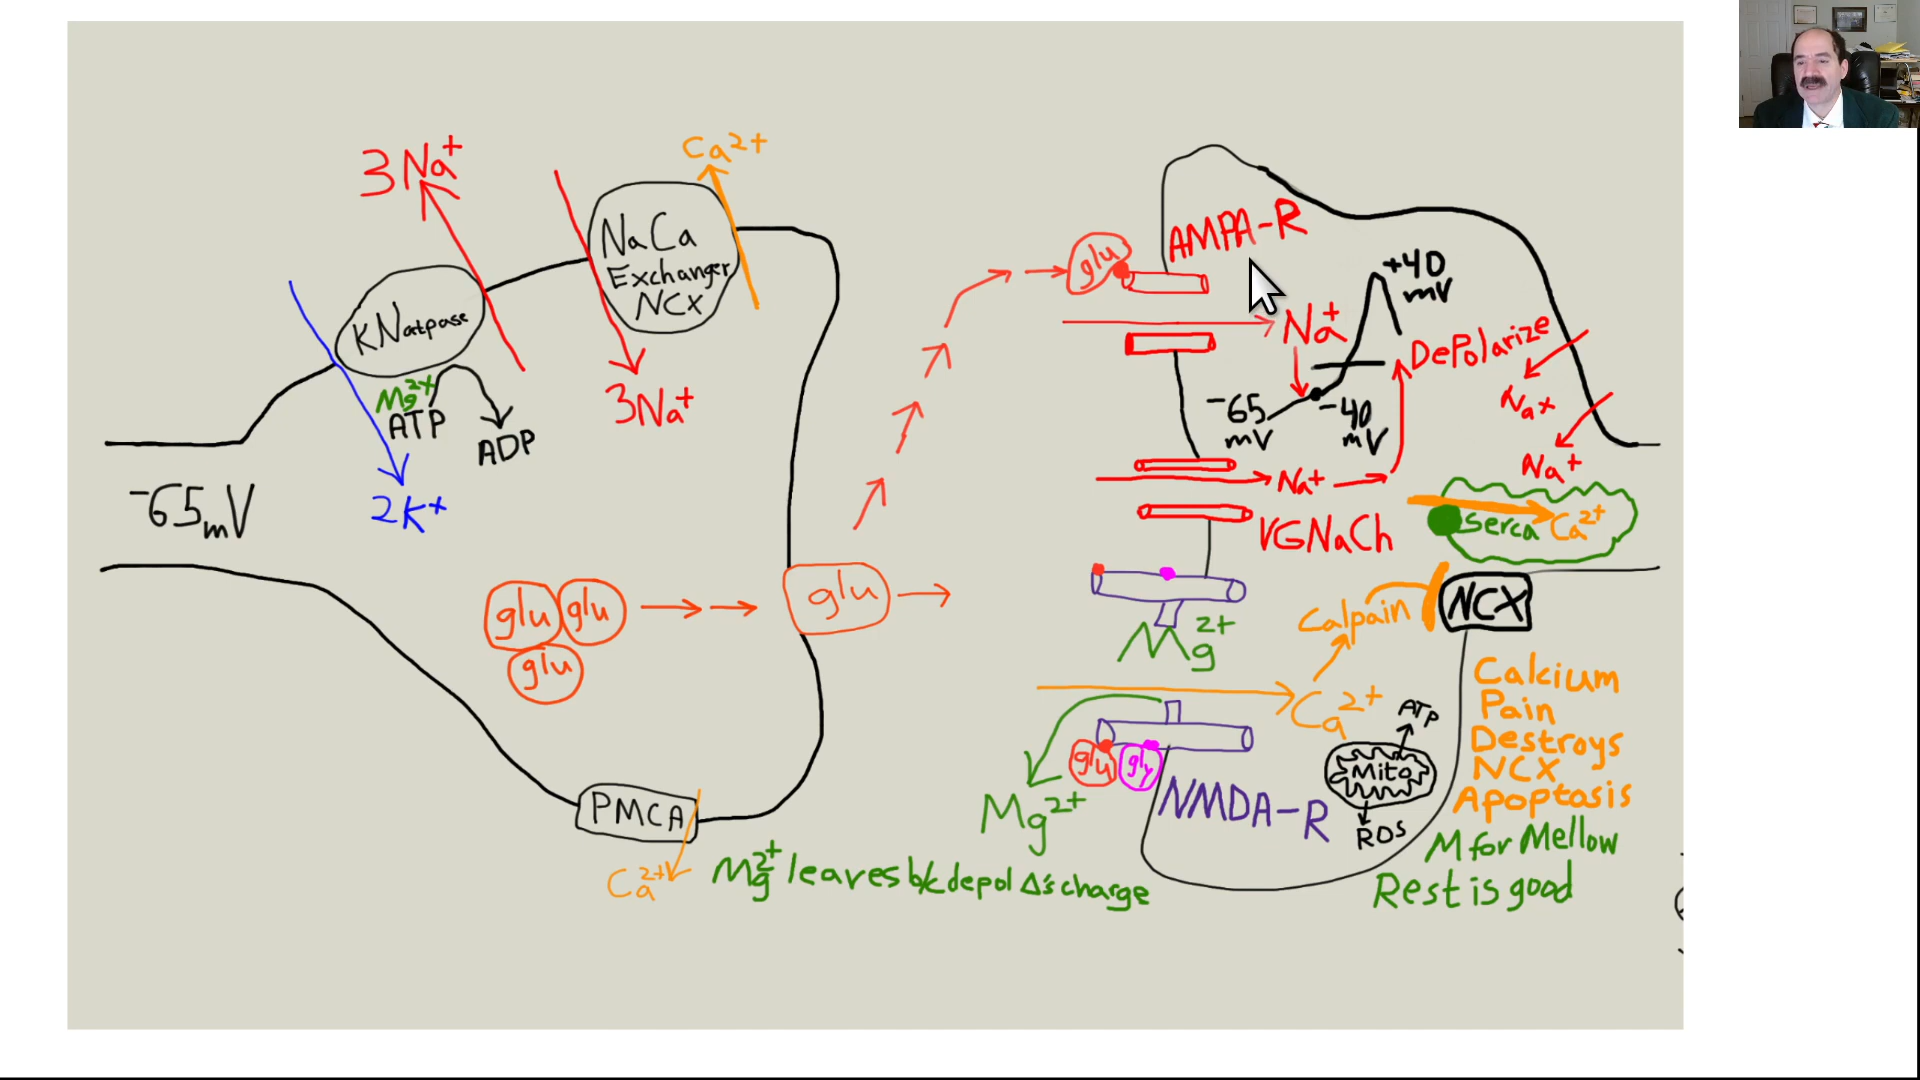 3Na+
Ca2+
NaCa
Exchanger
NCX
KNatpase
Mg2+
ATP
ADP
3Na+
2K+
-65mV
glu glu
glu
glu
PMCA
Ca2+
Mg2+ leaves b/c depol Δ's charge
glu
AMPA-R
Na+
+40
mV
DePolarize
-65
mV
-40
mV
Nax
Na+
Na+
VGNaCh
Serca Ca2+
Mg2+
Calpain
NCX
Ca2+
glu
gly
Mg2+
NMDA-R
ATP
Mito
ROS
Calcium
Pain
Destroys
NCX
Apoptosis
M for Mellow
Rest is good